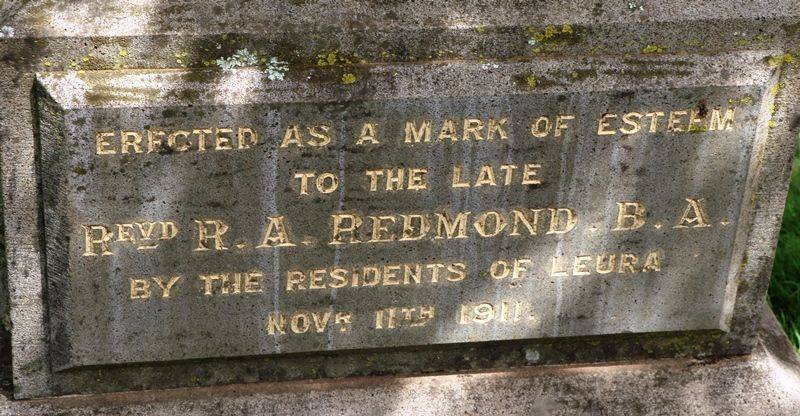 ERECTED AS A MARK OF ESTEEM
TO THE LATE
REVD R. A. REDMOND. B. A.
BY THE RESIDENTS OF LEURA
NOVR 11TH 1911.